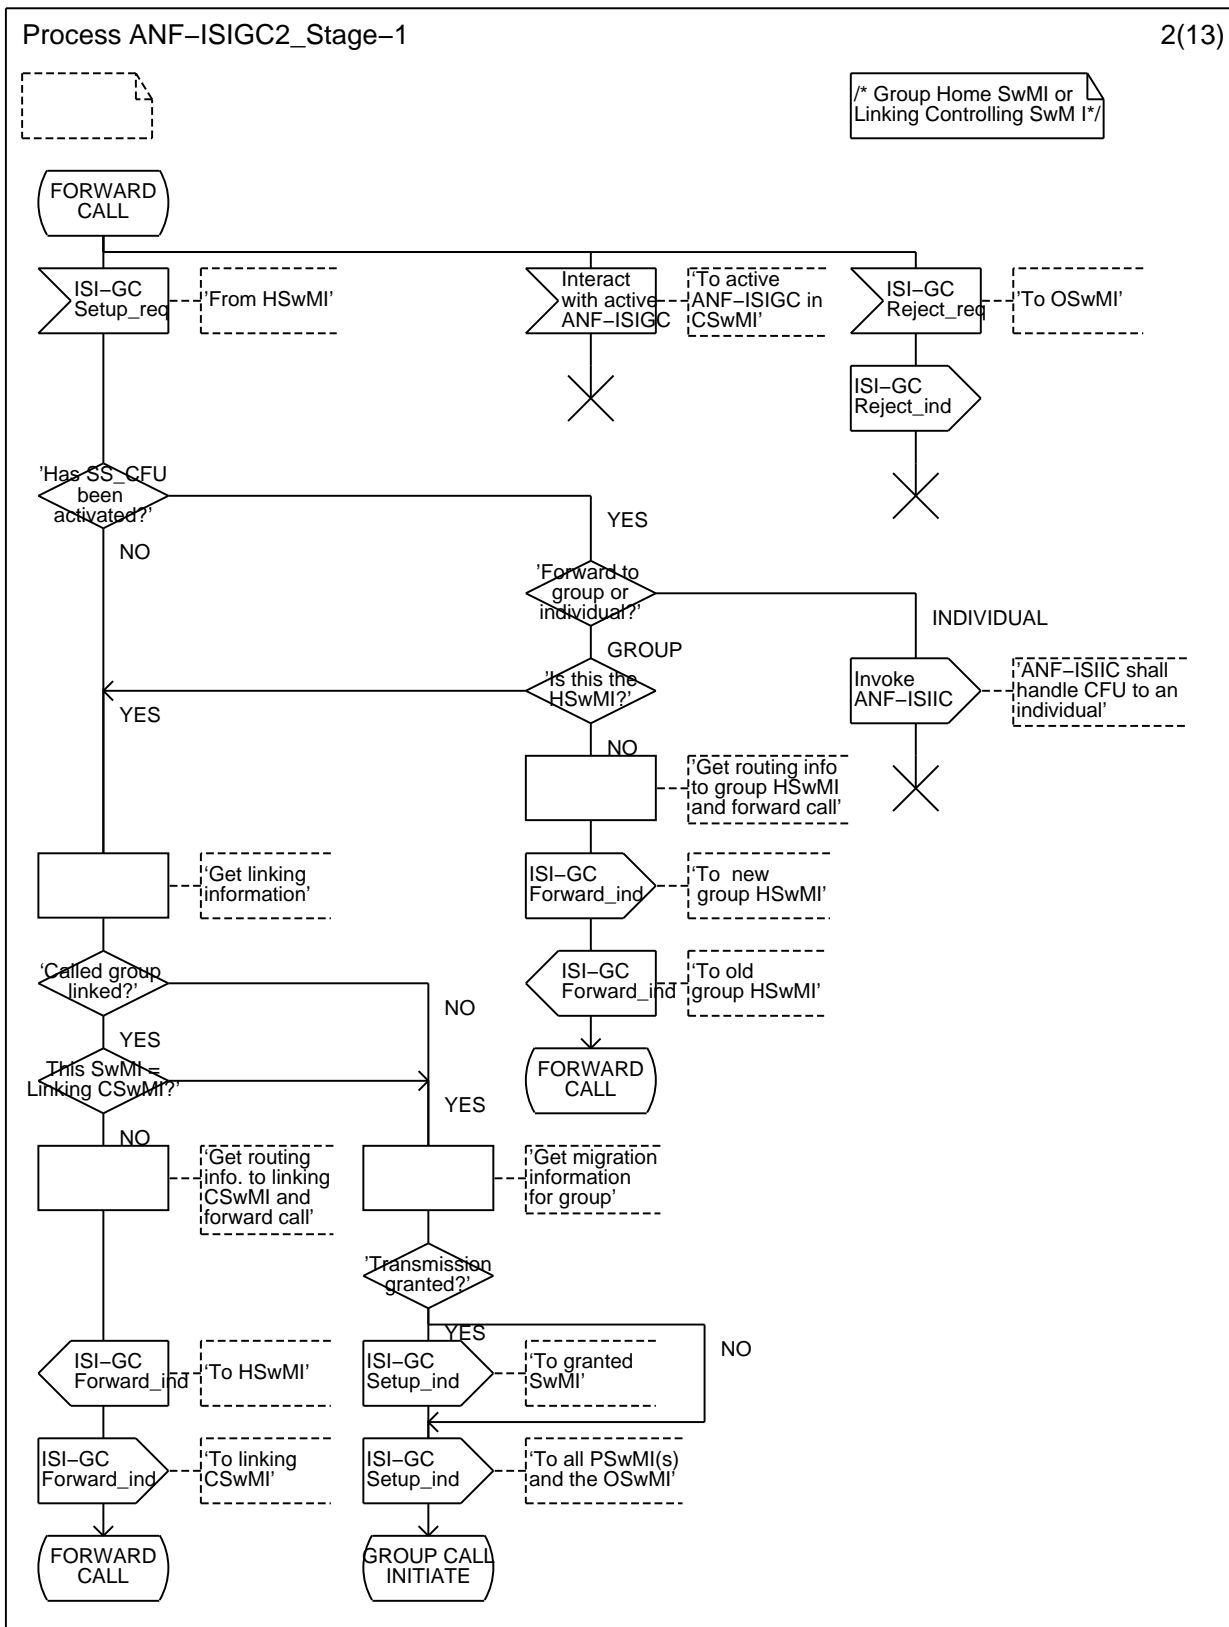 Process ANF−ISIGC2_Stage−1
2(13)
/* Group Home SwMI or
Linking Controlling SwM I*/
FORWARD
CALL
ISI−GC
Setup_req
'From HSwMI'
Interact
with active
ANF−ISIGC
'To active
ANF−ISIGC in
CSwMI'
ISI−GC
Reject_req
'To OSwMI'
ISI−GC
Reject_ind
'Has SS_CFU
been
activated?'
YES
NO
'Forward to
group or
individual?'
INDIVIDUAL
GROUP
'Is this the
HSwMI?'
Invoke
ANF−ISIIC
'ANF−ISIIC shall
handle CFU to an
individual'
YES
NO
'Get routing info
to group HSwMI
and forward call'
'Get linking
information'
ISI−GC
Forward_ind
'To  new
group HSwMI'
'Called group
linked?'
ISI−GC
Forward_ind
'To old
group HSwMI'
NO
YES
This SwMI =
Linking CSwMI?'
FORWARD
CALL
YES
NO
'Get routing
info. to linking
CSwMI and
forward call'
'Get migration
information
for group'
'Transmission
granted?'
YES
NO
ISI−GC
Forward_ind
'To HSwMI'
ISI−GC
Setup_ind
'To granted
SwMI'
ISI−GC
Forward_ind
'To linking
CSwMI'
ISI−GC
Setup_ind
'To all PSwMI(s)
and the OSwMI'
FORWARD
CALL
GROUP CALL
INITIATE